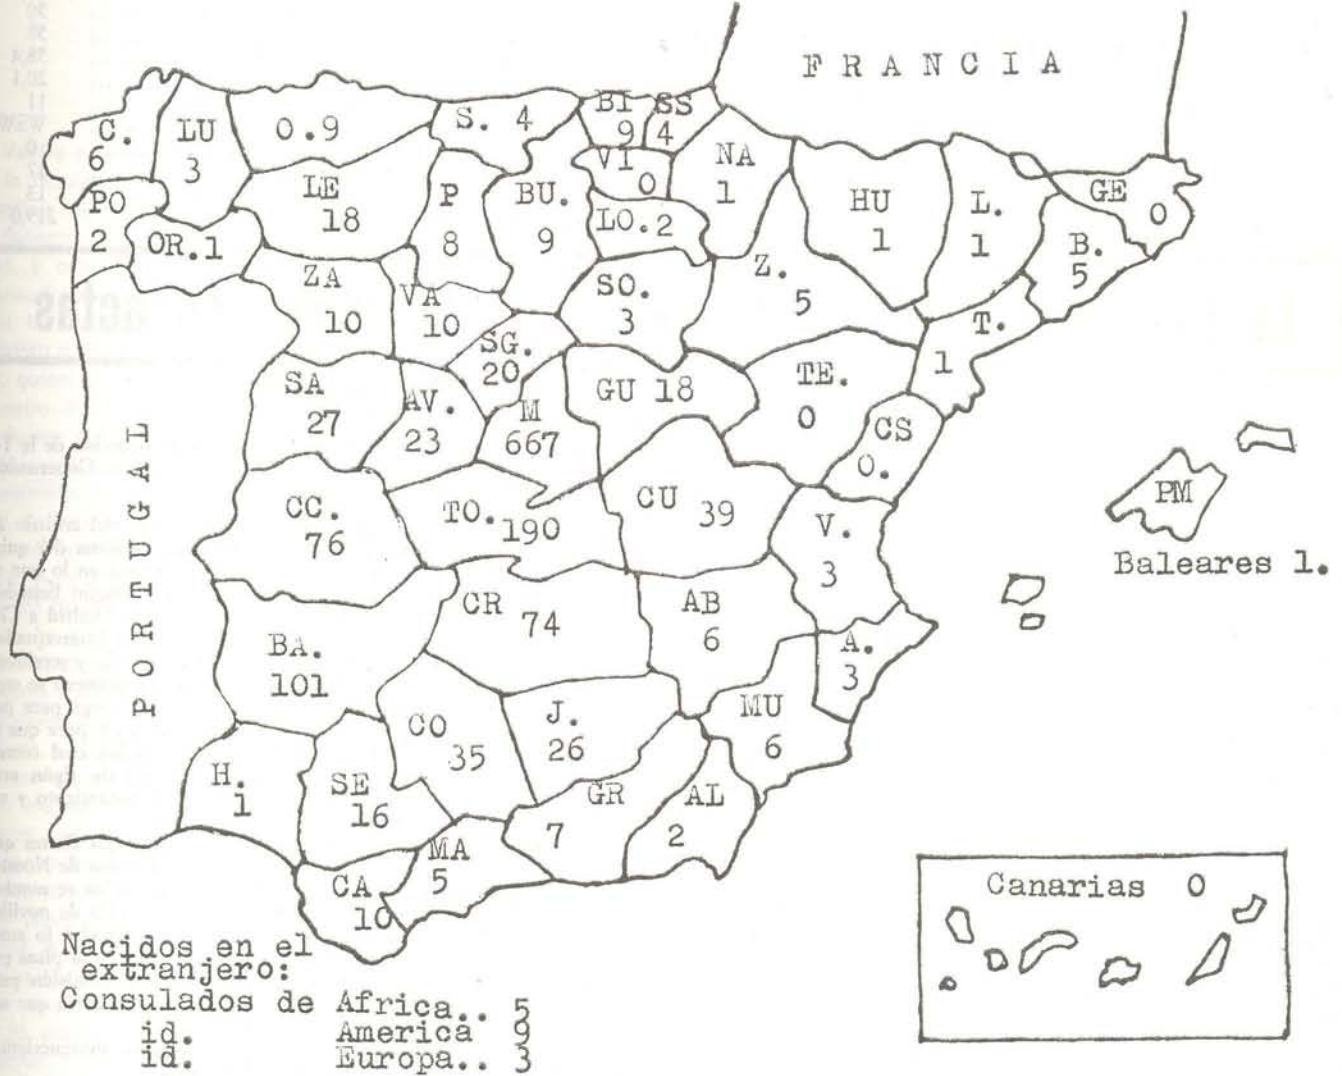 FRANCIA
C.
6
LU
3
O.9
S. 4
BI
9
SS
4
VI
0
NA
1
HU
1
L.
1
GE
0
B.
5
PO
2
OR.1
LE
18
P
8
BU.
9
LO.2
ZA
10
VA
10
SO.
3
Z.
5
T.
1
SG.
20
SA
27
AV.
23
M
667
GU 18
TE.
0
CS
0.
PORTUGAL
CC.
76
TO.190
CU 39
V.
3
PM
Baleares 1.
BA.
101
CR
74
AB
6
A.
3
CO
35
J.
26
MU
6
H.
1
SE
16
GR
7
AL
2
MA
5
CA
10
Canarias 0
Nacidos en el
extranjero:
Consulados de Africa.. 5
id. America 9
id. Europa.. 3